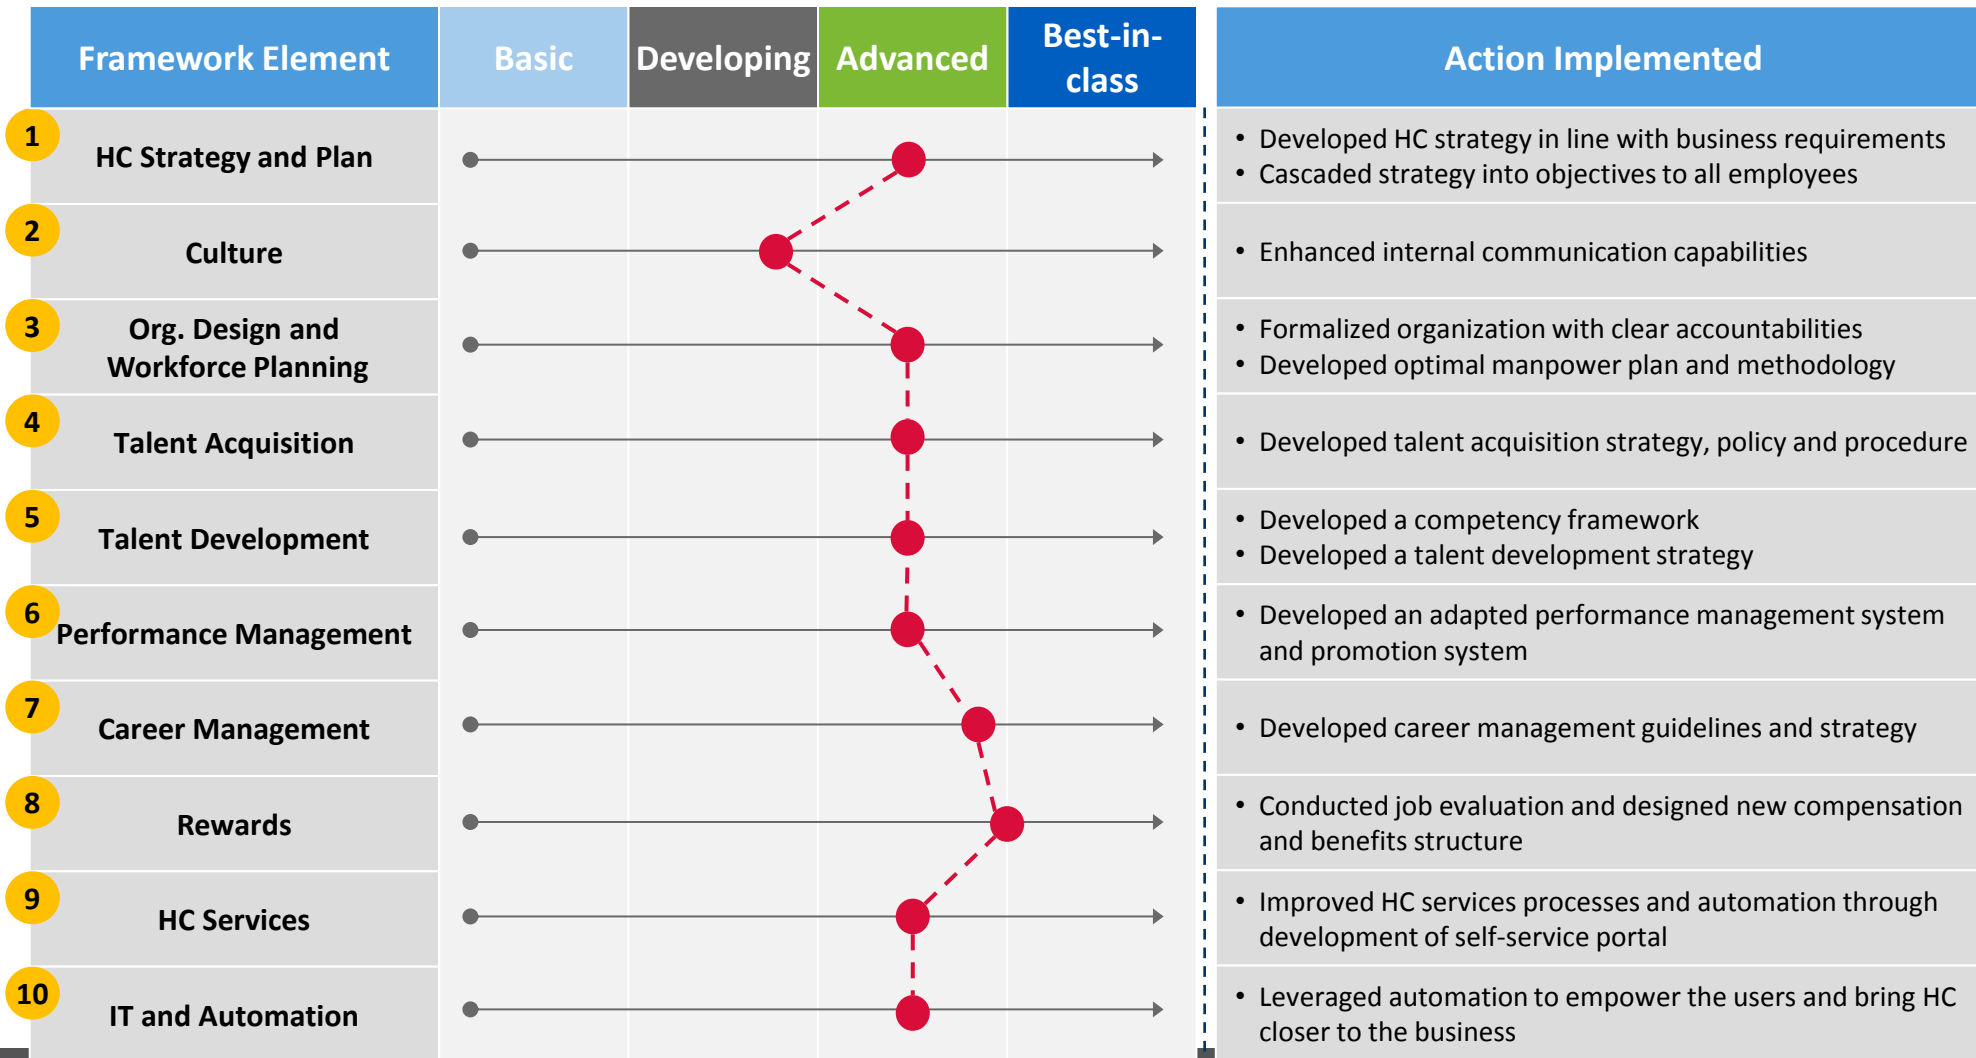 Framework Element
Basic
Developing
Advanced
Best-in-
class
Action Implemented
1
HC Strategy and Plan
• Developed HC strategy in line with business requirements
• Cascaded strategy into objectives to all employees
2
Culture
• Enhanced internal communication capabilities
3
Org. Design and
Workforce Planning
• Formalized organization with clear accountabilities
• Developed optimal manpower plan and methodology
4
Talent Acquisition
• Developed talent acquisition strategy, policy and procedure
5
Talent Development
• Developed a competency framework
• Developed a talent development strategy
6
Performance Management
• Developed an adapted performance management system
and promotion system
7
Career Management
• Developed career management guidelines and strategy
8
Rewards
• Conducted job evaluation and designed new compensation
and benefits structure
9
HC Services
• Improved HC services processes and automation through
development of self-service portal
10
IT and Automation
• Leveraged automation to empower the users and bring HC
closer to the business